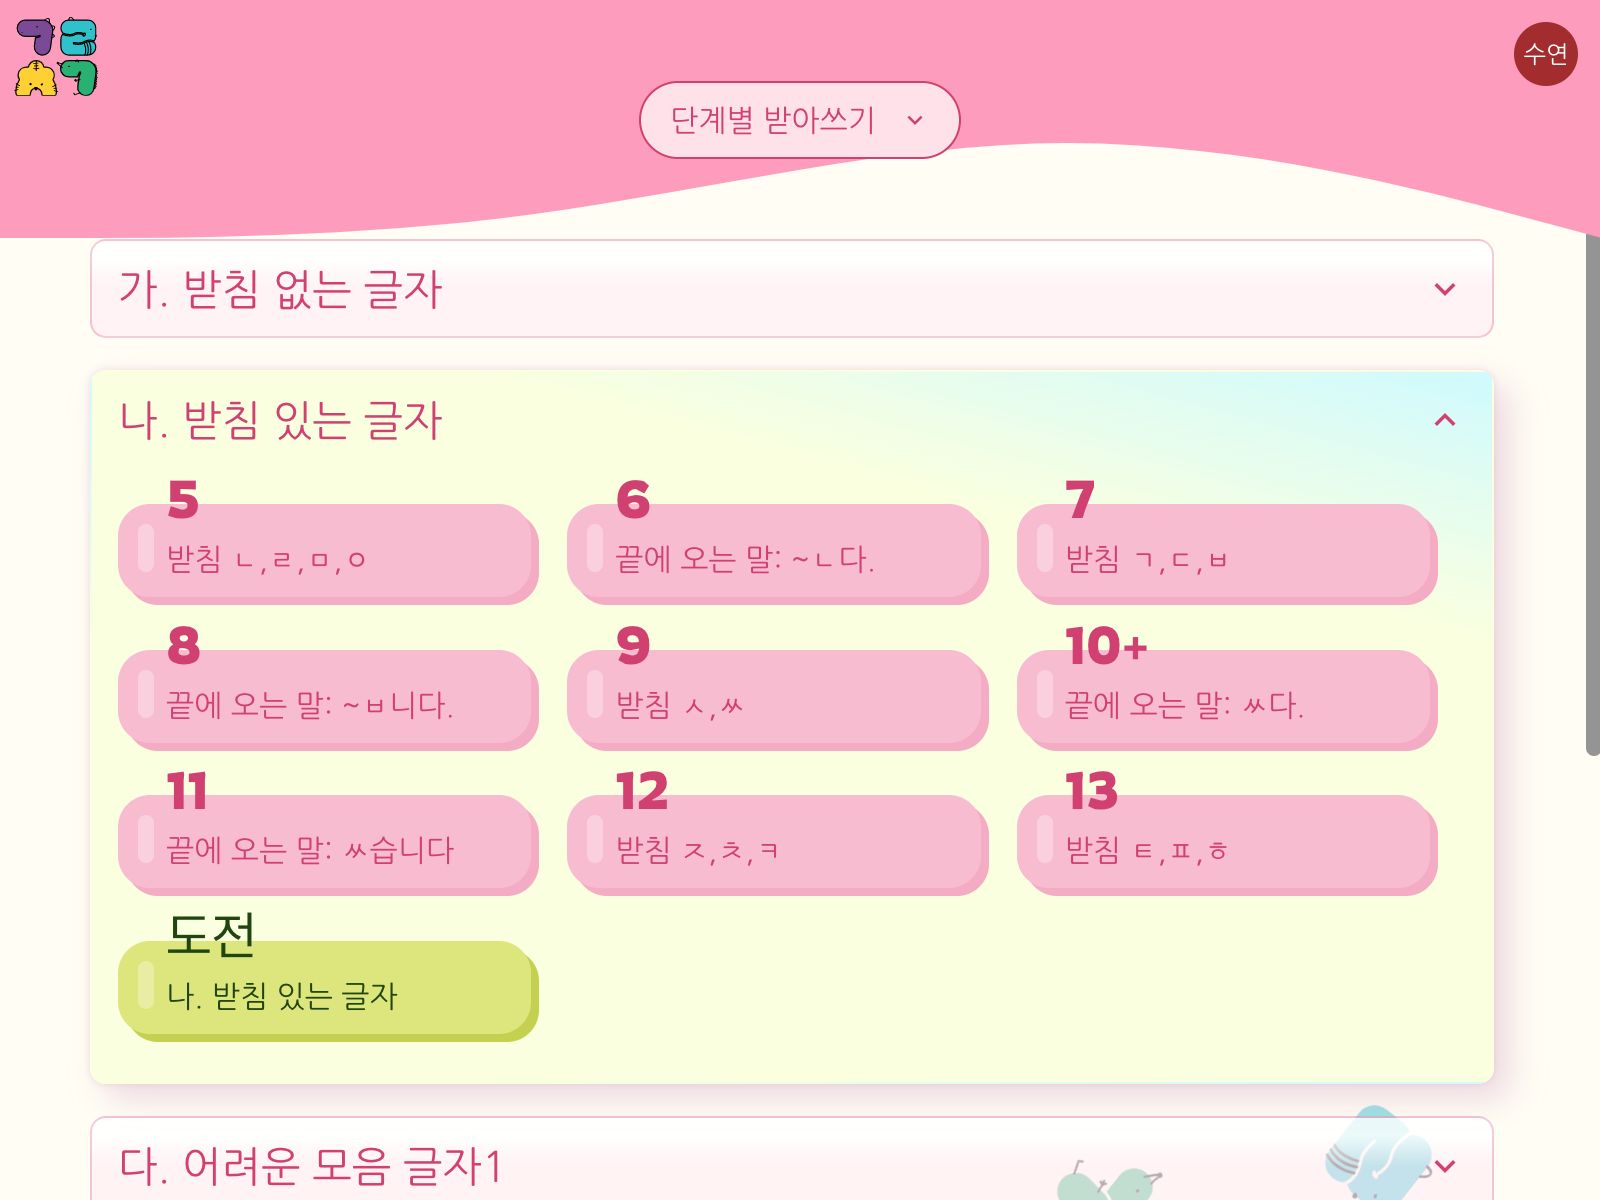 수연
단계별 받아쓰기
가. 받침 없는 글자
나. 받침 있는 글자
5
받침 ㄴ,ㄹ,ㅁ,ㅇ
6
끝에 오는 말: ~ㄴ다.
7
받침 ㄱ,ㄷ,ㅂ
8
끝에 오는 말: ~ㅂ니다.
9
받침 ㅅ,ㅆ
10+
끝에 오는 말: ㅆ다.
11
끝에 오는 말: ㅆ습니다
12
받침 ㅈ,ㅊ,ㅋ
13
받침 ㅌ,ㅍ,ㅎ
도전
나. 받침 있는 글자
다. 어려운 모음 글자1